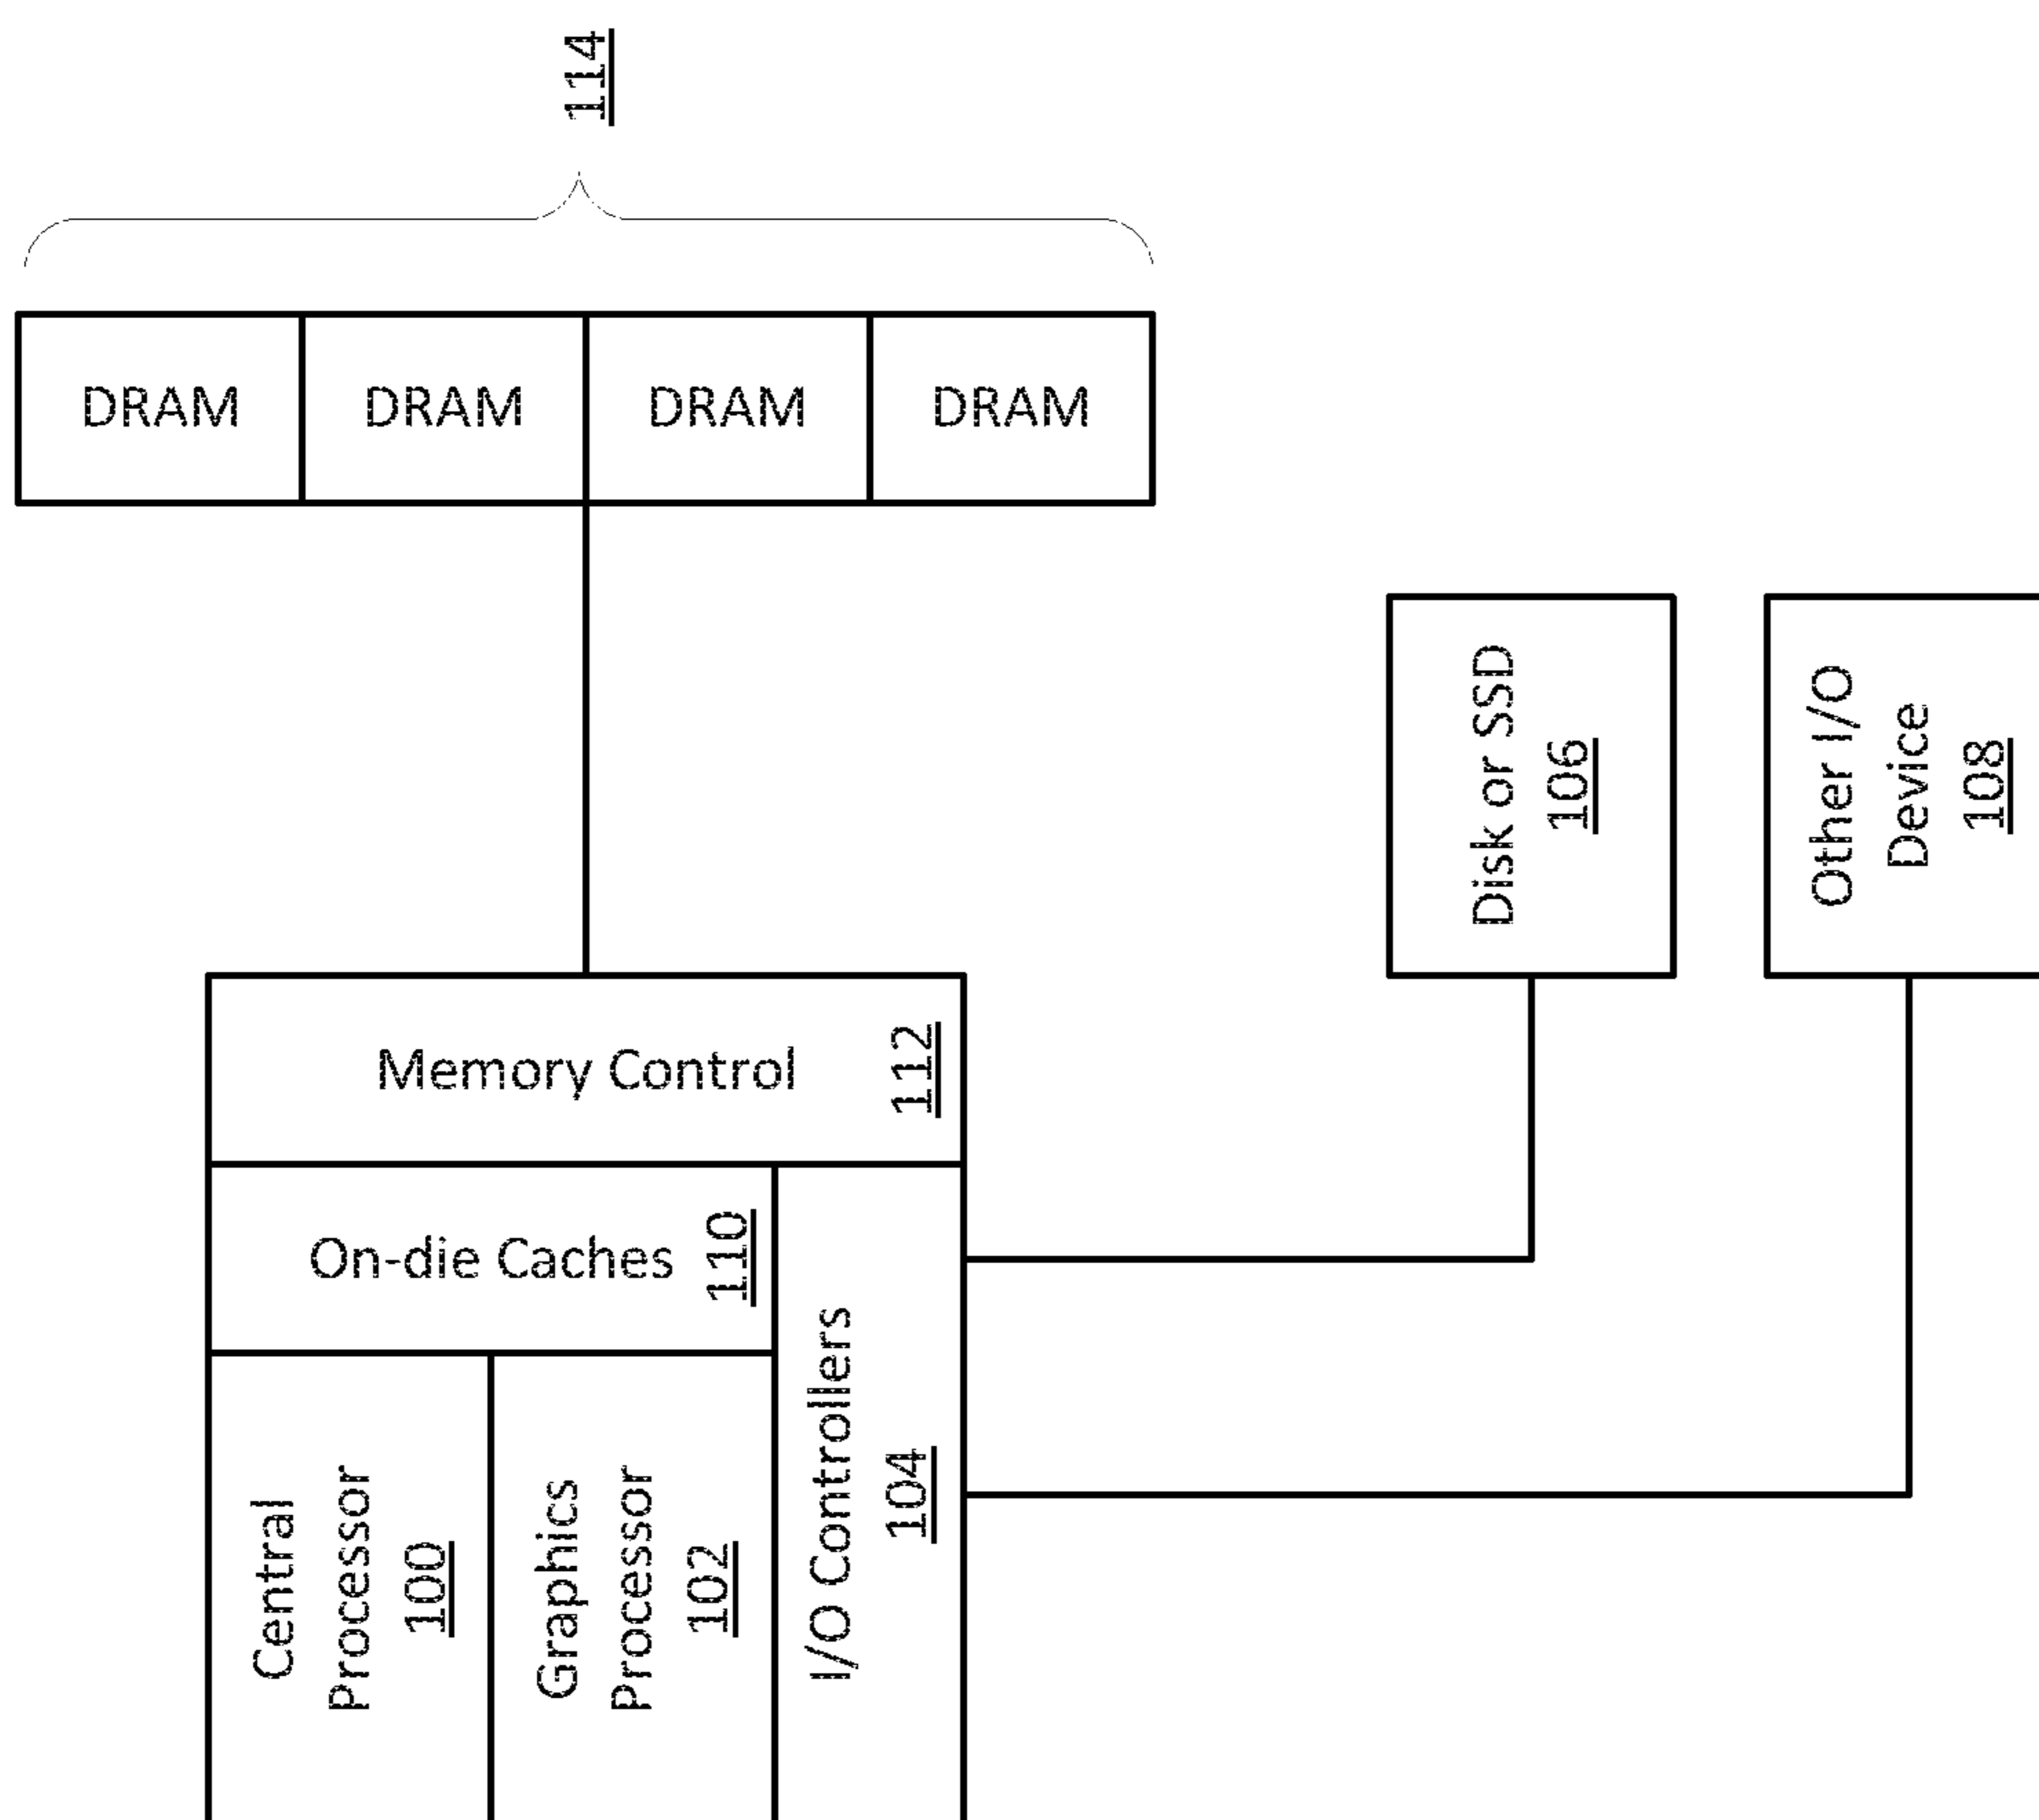 114
DRAM
DRAM
DRAM
DRAM
Disk or SSD
106
Other I/O
Device
108
Memory Control
112
On-die Caches
110
Central
Processor
100
Graphics
Processor
102
I/O Controllers
104